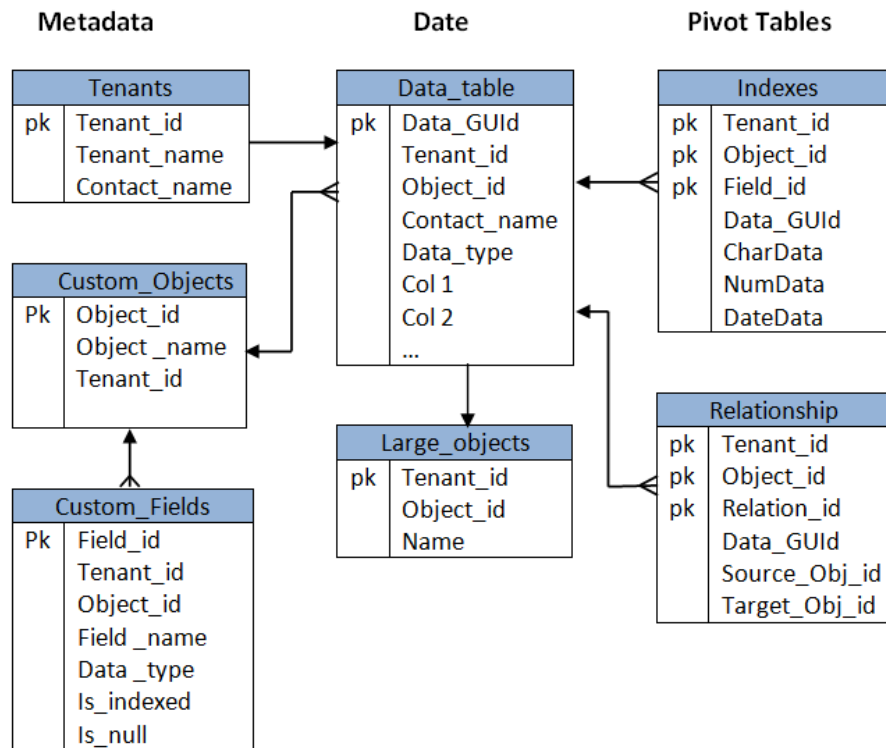 Metadata
Date
Pivot Tables
Tenants
pk Tenant_id
Tenant_name
Contact_name
Custom_Objects
Pk Object_id
Object _name
Tenant_id
Custom_Fields
Pk Field_id
Tenant_id
Object_id
Field _name
Data _type
Is_indexed
Is_null
Data_table
pk Data_GUId
Tenant_id
Object_id
Contact_name
Data_type
Col 1
Col 2
...
Large_objects
pk Tenant_id
Object_id
Name
Indexes
pk Tenant_id
pk Object_id
pk Field_id
Data_GUId
CharData
NumData
DateData
Relationship
pk Tenant_id
pk Object_id
pk Relation_id
Data_GUId
Source_Obj_id
Target_Obj_id